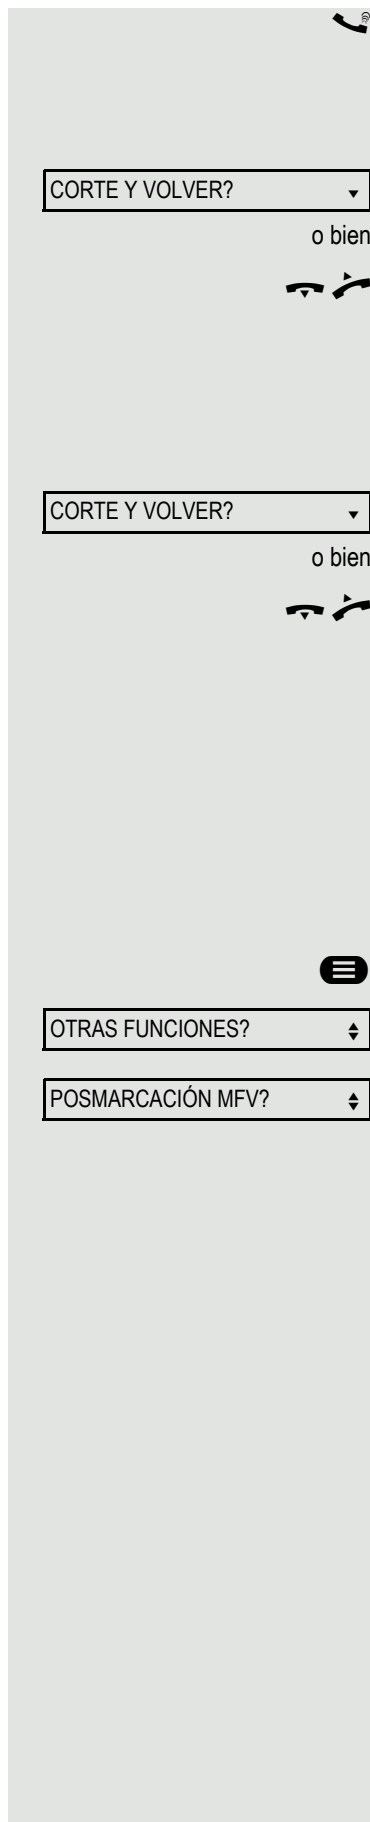 CORTE Y VOLVER?
o bien
CORTE Y VOLVER?
o bien
OTRAS FUNCIONES?
POSMARCACIÓN MFV?